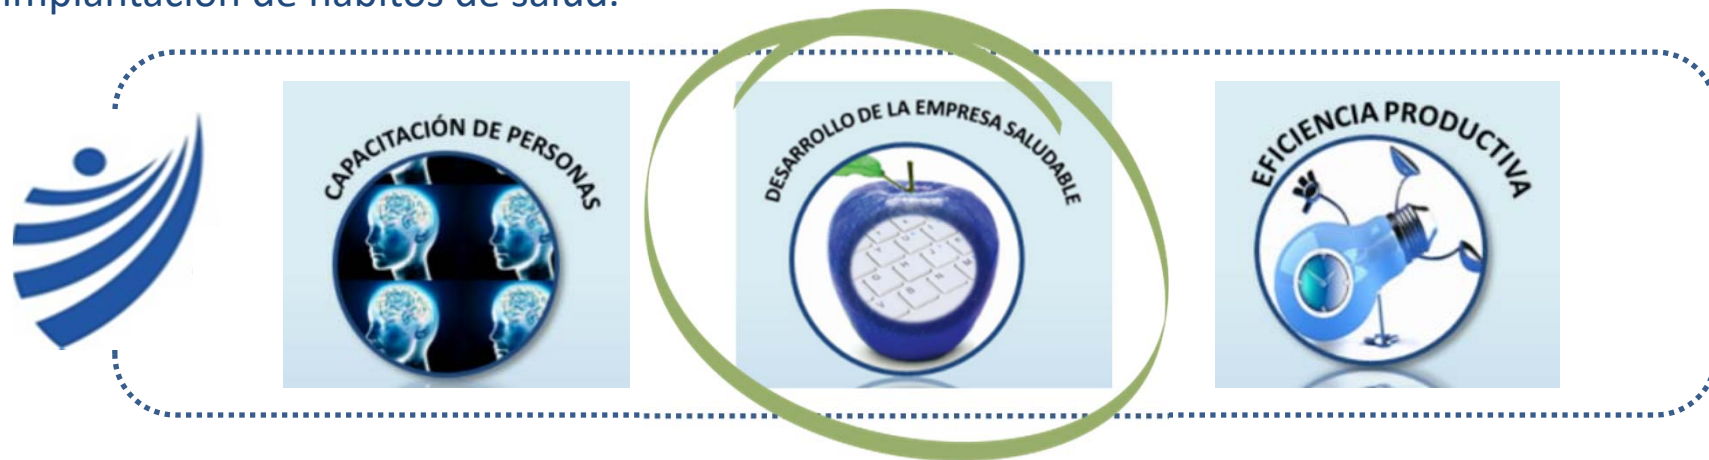 implantación de hábitos de salud.
CAPACITACIÓN DE PERSONAS
DESARROLLO DE LA EMPRESA SALUDABLE
EFICIENCIA PRODUCTIVA